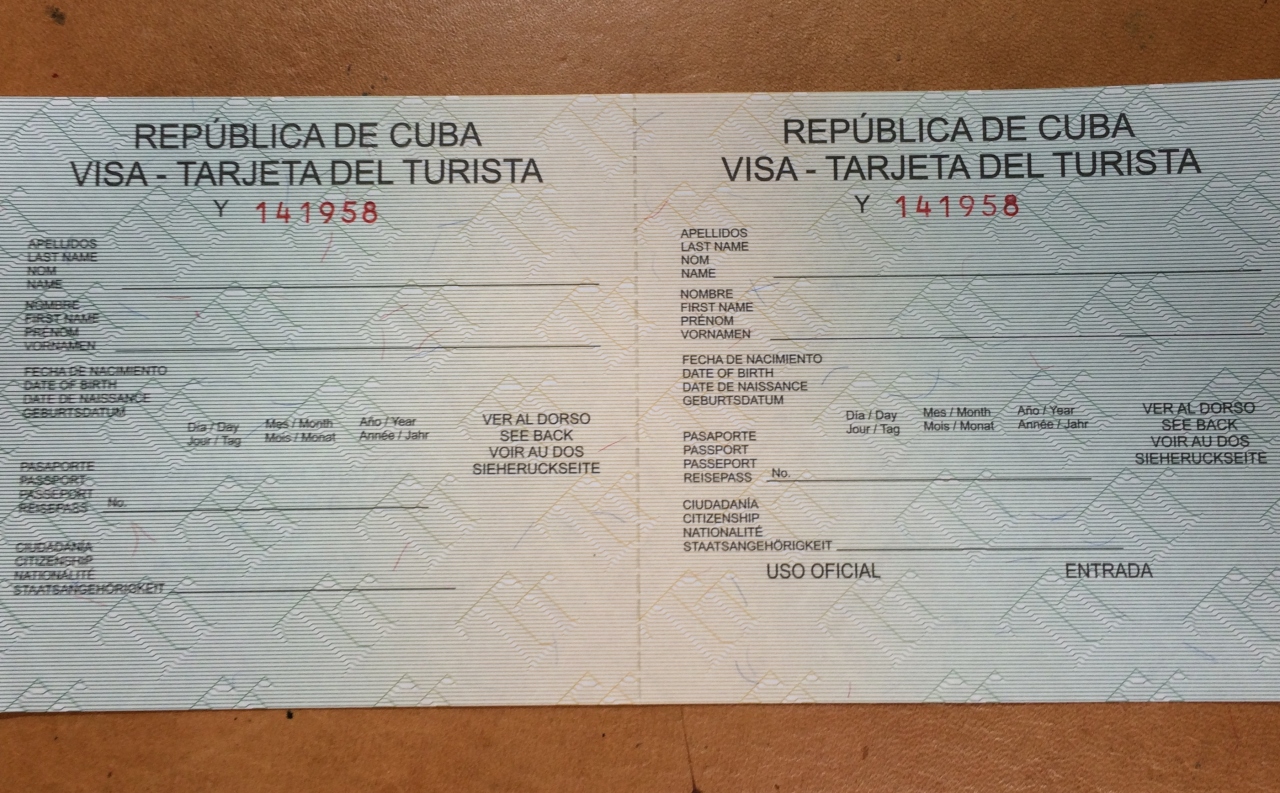 REPÚBLICA DE CUBA
VISA - TARJETA DEL TURISTA
Y 141958
APELLIDOS
LAST NAME
NOM
NAME
NOMBRE
FIRST NAME
PRÉNOM
VORNAMEN
FECHA DE NACIMIENTO
DATE OF BIRTH
DATE DE NAISSANCE
GEBURTSDATUM
Dia / Day Mes / Month Año / Year
Jour / Tag Mois / Monat Année / Jahr
VER AL DORSO
SEE BACK
VOIR AU DOS
SIEHERUCKSEITE
PASAPORTE
PASSPORT
PASSEPORT
REISEPASS No.
CIUDADANÍA
CITIZENSHIP
NATIONALITÉ
STAATSANGEHÖRIGKEIT
REPÚBLICA DE CUBA
VISA - TARJETA DEL TURISTA
Y 141958
APELLIDOS
LAST NAME
NOM
NAME
NOMBRE
FIRST NAME
PRÉNOM
VORNAMEN
FECHA DE NACIMIENTO
DATE OF BIRTH
DATE DE NAISSANCE
GEBURTSDATUM
Dia / Day Mes / Month Año / Year
Jour / Tag Mois / Monat Année / Jahr
VER AL DORSO
SEE BACK
VOIR AU DOS
SIEHERUCKSEITE
PASAPORTE
PASSPORT
PASSEPORT
REISEPASS No.
CIUDADANÍA
CITIZENSHIP
NATIONALITÉ
STAATSANGEHÖRIGKEIT
USO OFICIAL ENTRADA